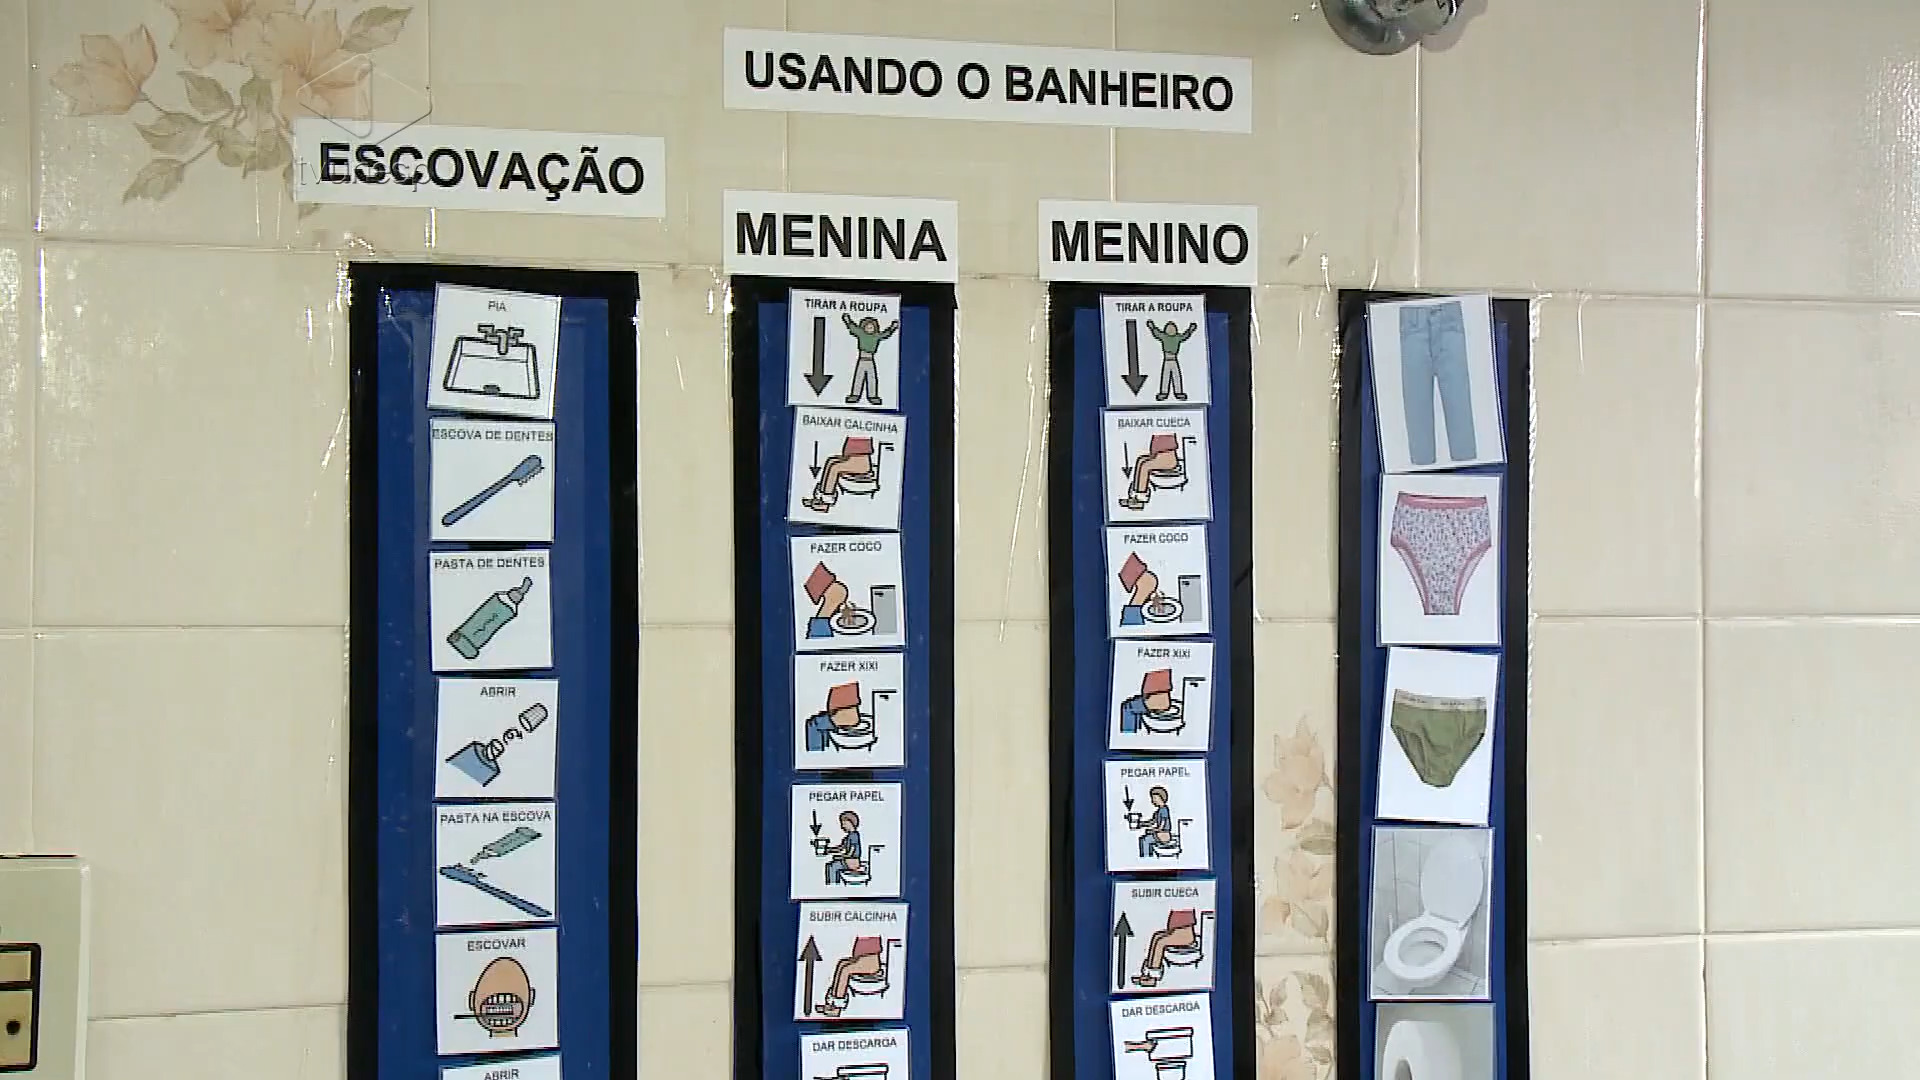 USANDO O BANHEIRO
ESCOVAÇÃO
tv unesp
PIA
ESCOVA DE DENTES
PASTA DE DENTES
ABRIR
PASTA NA ESCOVA
ESCOVAR
ABRIR
MENINA
TIRAR A ROUPA
BAIXAR CALCINHA
FAZER COCO
FAZER XIXI
PEGAR PAPEL
SUBIR CALCINHA
DAR DESCARGA
MENINO
TIRAR A ROUPA
BAIXAR CUECA
FAZER COCO
FAZER XIXI
PEGAR PAPEL
SUBIR CUECA
DAR DESCARGA